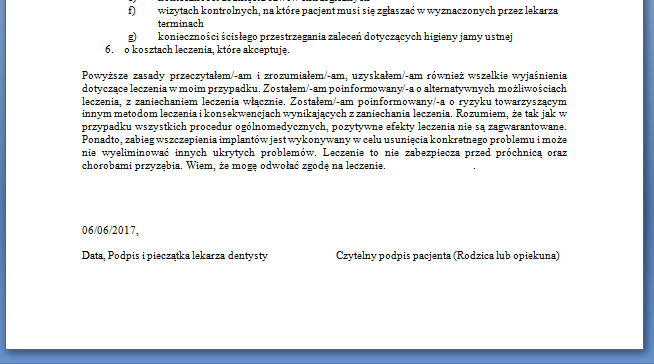 f) wizytach kontrolnych, na które pacjent musi się zgłaszać w wyznaczonych przez lekarza
terminach
g) konieczności ścisłego przestrzegania zaleceń dotyczących higieny jamy ustnej
6. o kosztach leczenia, które akceptuję.
Powyższe zasady przeczytałem/-am i zrozumiałem/-am, uzyskałem/-am również wszelkie wyjaśnienia
dotyczące leczenia w moim przypadku. Zostałem/-am poinformowany/-a o alternatywnych możliwościach
leczenia, z zaniechaniem leczenia włącznie. Zostałem/-am poinformowany/-a o ryzyku towarzyszącym
innym metodom leczenia i konsekwencjach wynikających z zaniechania leczenia. Rozumiem, że tak jak w
przypadku wszystkich procedur ogólnomedycznych, pozytywne efekty leczenia nie są zagwarantowane.
Ponadto, zabieg wszczepienia implantów jest wykonywany w celu usunięcia konkretnego problemu i może
nie wyeliminować innych ukrytych problemów. Leczenie to nie zabezpiecza przed próchnicą oraz
chorobami przyzębia. Wiem, że mogę odwołać zgodę na leczenie. .
06/06/2017,
Data, Podpis i pieczątka lekarza dentysty Czytelny podpis pacjenta (Rodzica lub opiekuna)